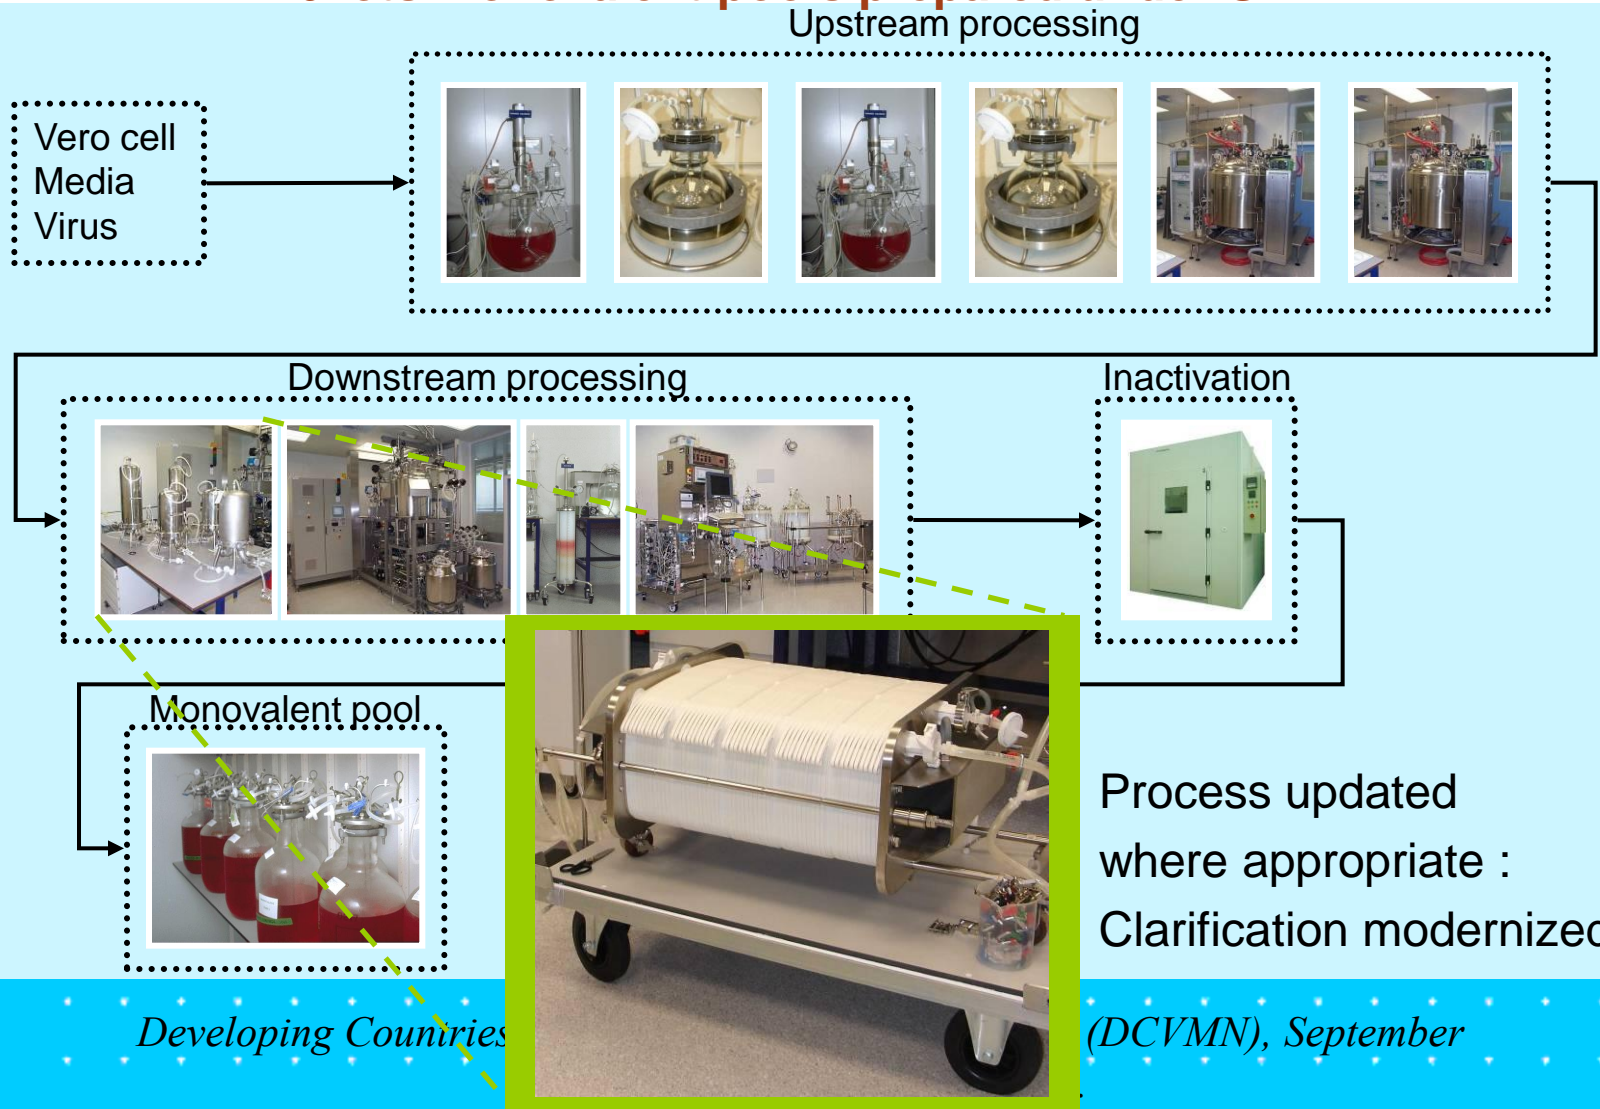 Upstream processing
Vero cell
Media
Virus
Downstream processing
Inactivation
Monovalent pool
Process updated
where appropriate :
Clarification modernized
Developing Countries
(DCVMN), September